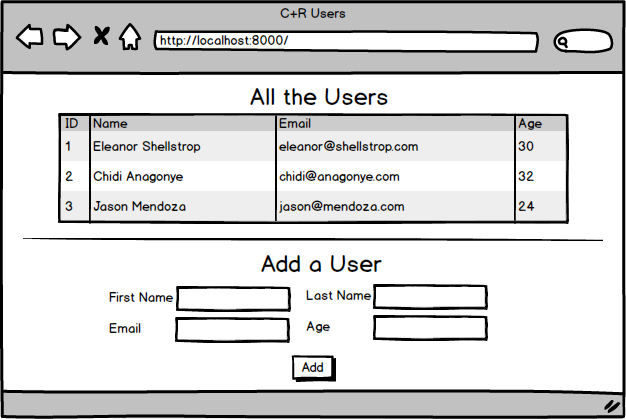 C+R Users
http://localhost:8000/
All the Users
ID Name Email Age
1 Eleanor Shellstrop eleanor@shellstrop.com 30
2 Chidi Anagonye chidi@anagonye.com 32
3 Jason Mendoza jason@mendoza.com 24
Add a User
First Name Last Name
Email Age
Add